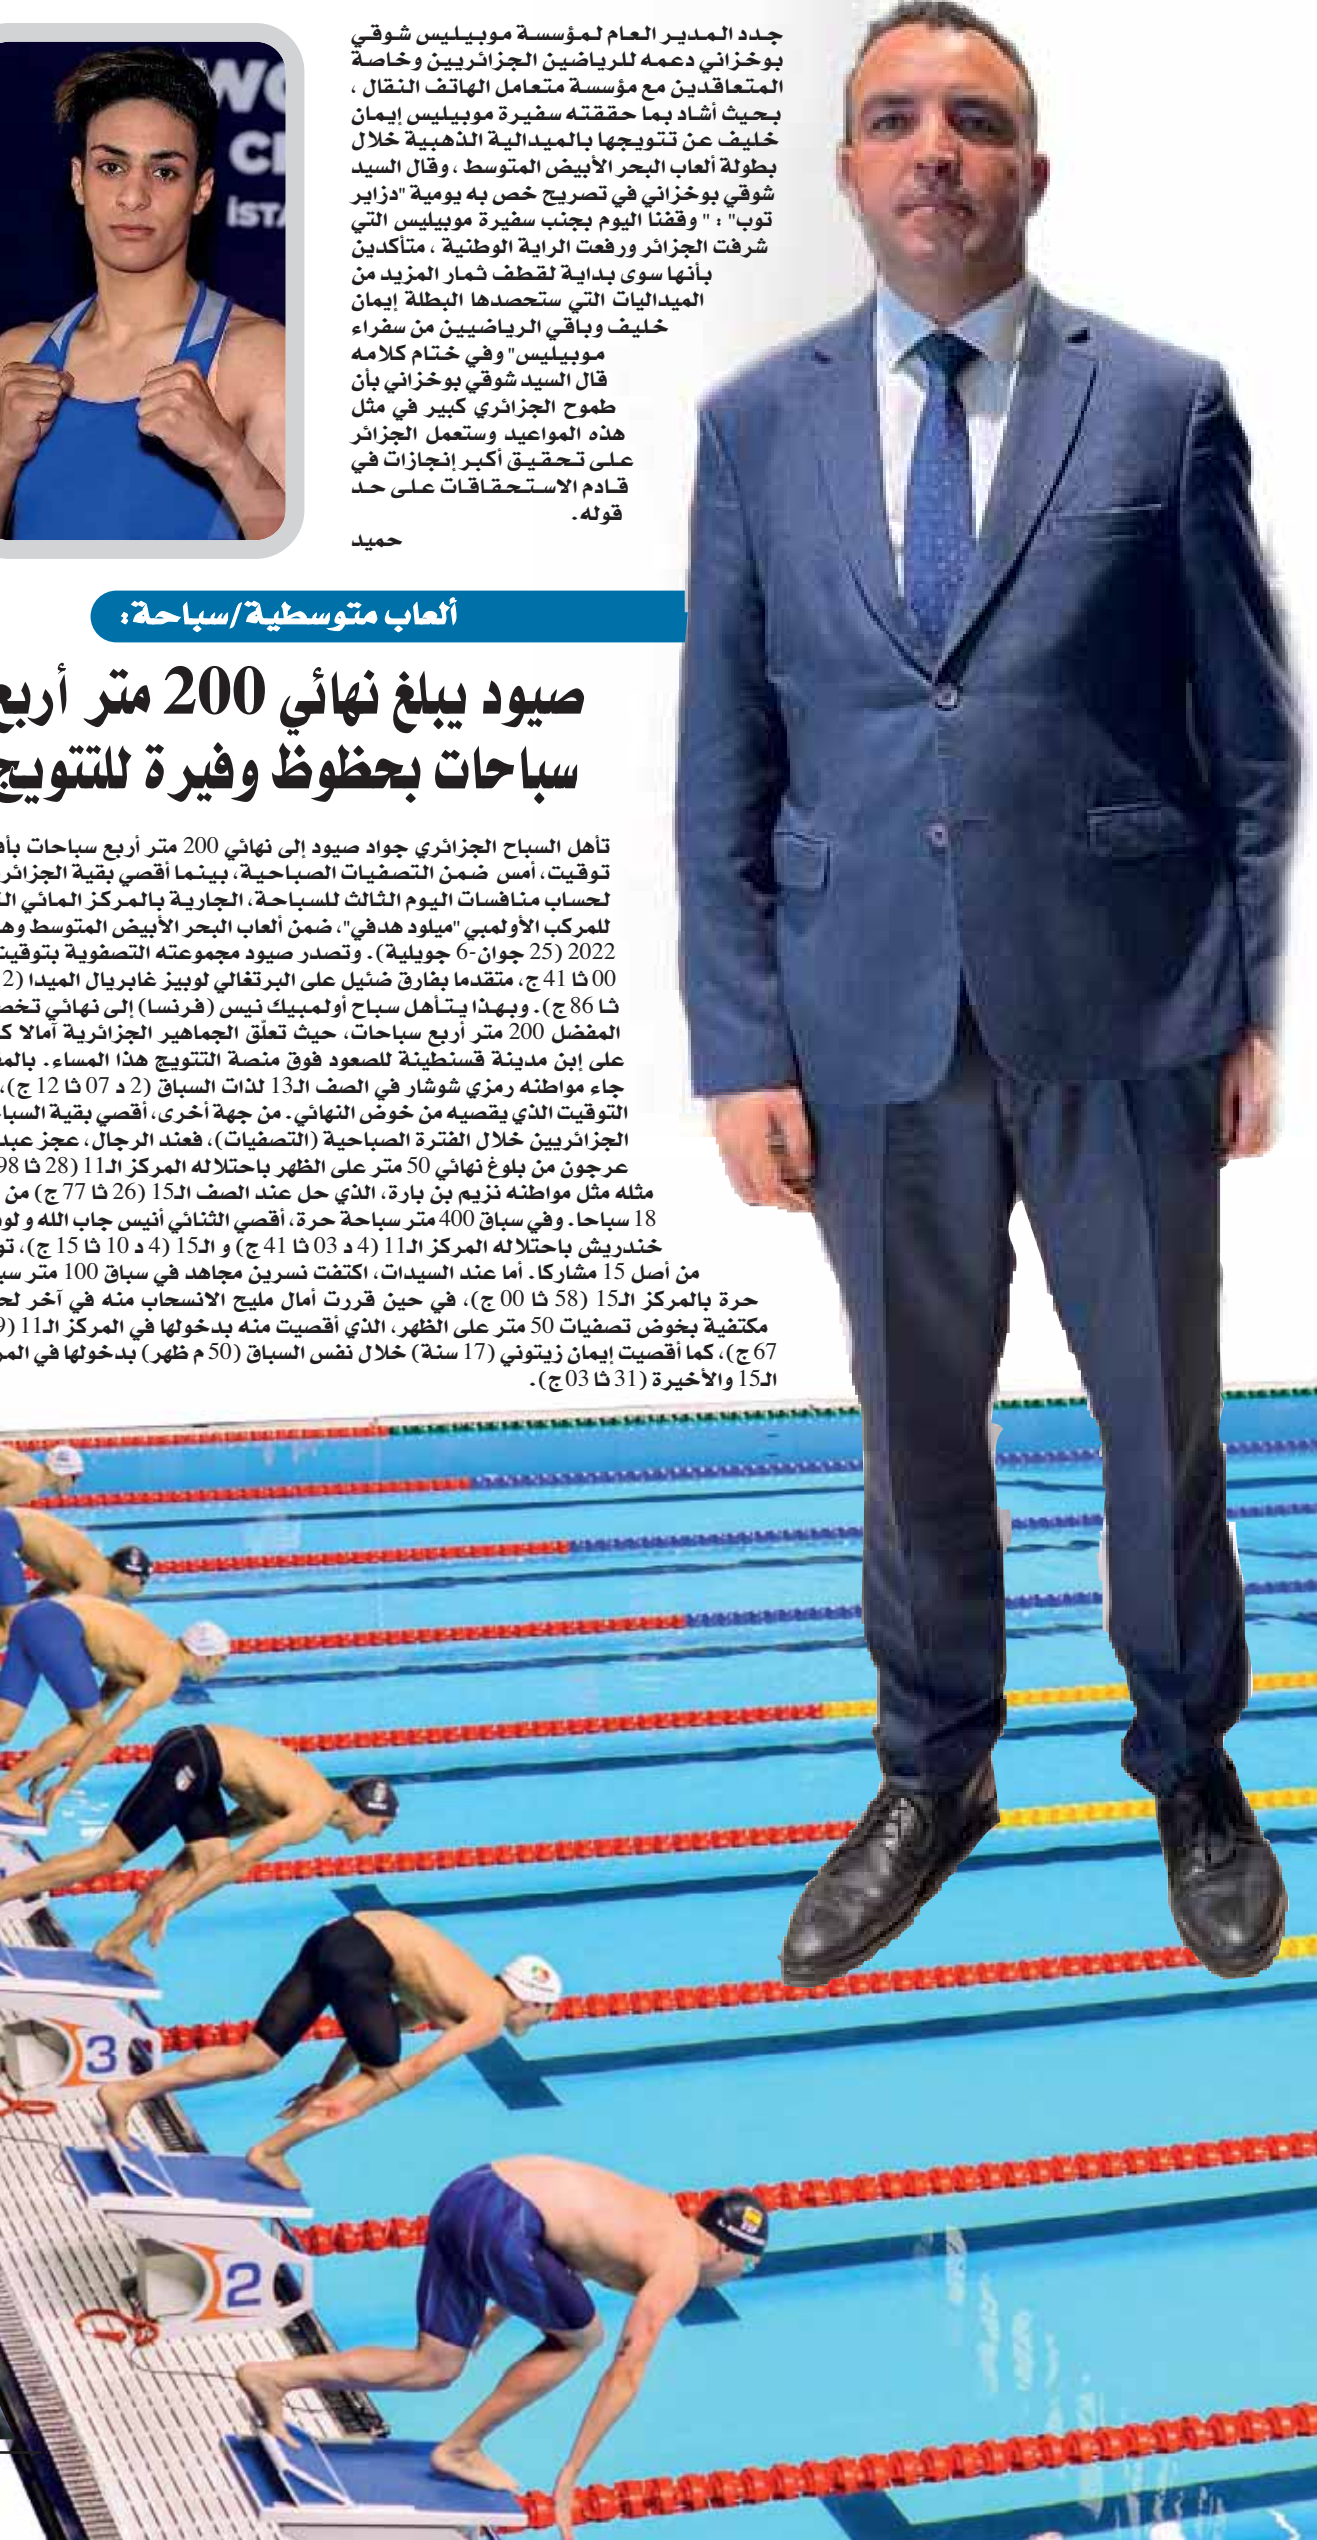 جدد المدير العام لمؤسسة موبيليس شوقي
بوخزاني دعمه للرياضين الجزائريين وخاصة
المتعاقدين مع مؤسسة متعامل الهاتف النقال ،
بحيث أشاد بما حققته سفيرة موبيليس إيمان
خليف عن تتويجها بالميدالية الذهبية خلال
بطولة ألعاب البحر الأبيض المتوسط ، وقال السيد
شوقي بوخزاني في تصريح خص به يومية "دزاير
توب" : " وقفنا اليوم بجنب سفيرة موبيليس التي
شرفت الجزائر ورفعت الراية الوطنية ، متأكدين
بأنها سوى بداية لقطف ثمار المزيد من
الميداليات التي ستحصدها البطلة إيمان
خليف وباقي الرياضيين من سفراء
موبيليس" وفي ختام كلامه
قال السيد شوقي بوخزاني بأن
طموح الجزائري كبير في مثل
هذه المواعيد وستعمل الجزائر
على تحقيق أكبر إنجازات في
قادم الاستحقاقات على حد
قوله.
حميد
ألعاب متوسطية/سباحة:
صيود يبلغ نهائي 200 متر أربع
سباحات بحظوظ وفيرة للتتويج
تأهل السباح الجزائري جواد صيود إلى نهائي 200 متر أربع سباحات
توقيت، أمس ضمن التصفيات الصباحية، بينما أقصي بقية
لحساب منافسات اليوم الثالث للسباحة، الجارية بالمركز المائي
للمركب الأولمبي "ميلود هدفي"، ضمن ألعاب البحر الأبيض المتوسط
2022 (25 جوان-6 جويلية). وتصدر صيود مجموعته التصفوية بتوقيت
00 ثا 41 ج، متقدما بفارق ضئيل على البرتغالي لوبيز غابريال الميدا (2
ثا 86 ج). وبهذا يتأهل سباح أولمبيك نيس (فرنسا) إلى نهائي
المفضل 200 متر أربع سباحات، حيث تعلّق الجماهير الجزائرية آمالا
على إبن مدينة قسنطينة للصعود فوق منصة التتويج هذا المساء.
جاء مواطنه رمزي شوشار في الصف الـ13 لذات السباق (2 د 07 ثا 12 ج)،
التوقيت الذي يقصيه من خوض النهائي. من جهة أخرى، أقصي بقية
الجزائريين خلال الفترة الصباحية (التصفيات)، فعند الرجال، عجز
عرجون من بلوغ نهائي 50 متر على الظهر باحتلاله المركز الـ11 (28 ثا 98
مثله مثل مواطنه نزيم بن بارة، الذي حل عند الصف الـ15 (26 ثا 77 ج) من
18 سباحا. وفي سباق 400 متر سباحة حرة، أقصي الثنائي أنيس جاب الله و
خندريش باحتلاله المركز الـ11 (4 د 03 ثا 41 ج) و الـ15 (4 د 10 ثا 15 ج)،
من أصل 15 مشاركا. أما عند السيدات، اكتفت نسرين مجاهد في سباق 100 متر
حرة بالمركز الـ15 (58 ثا 00 ج)، في حين قررت أمال مليح الانسحاب منه في آخر
مكتفية بخوض تصفيات 50 متر على الظهر، الذي أقصيت منه بدخولها في المركز الـ11
67 ج)، كما أقصيت إيمان زيتوني (17 سنة) خلال نفس السباق (50 م ظهر) بدخولها في
الـ15 والأخيرة (31 ثا 03 ج).
3
2